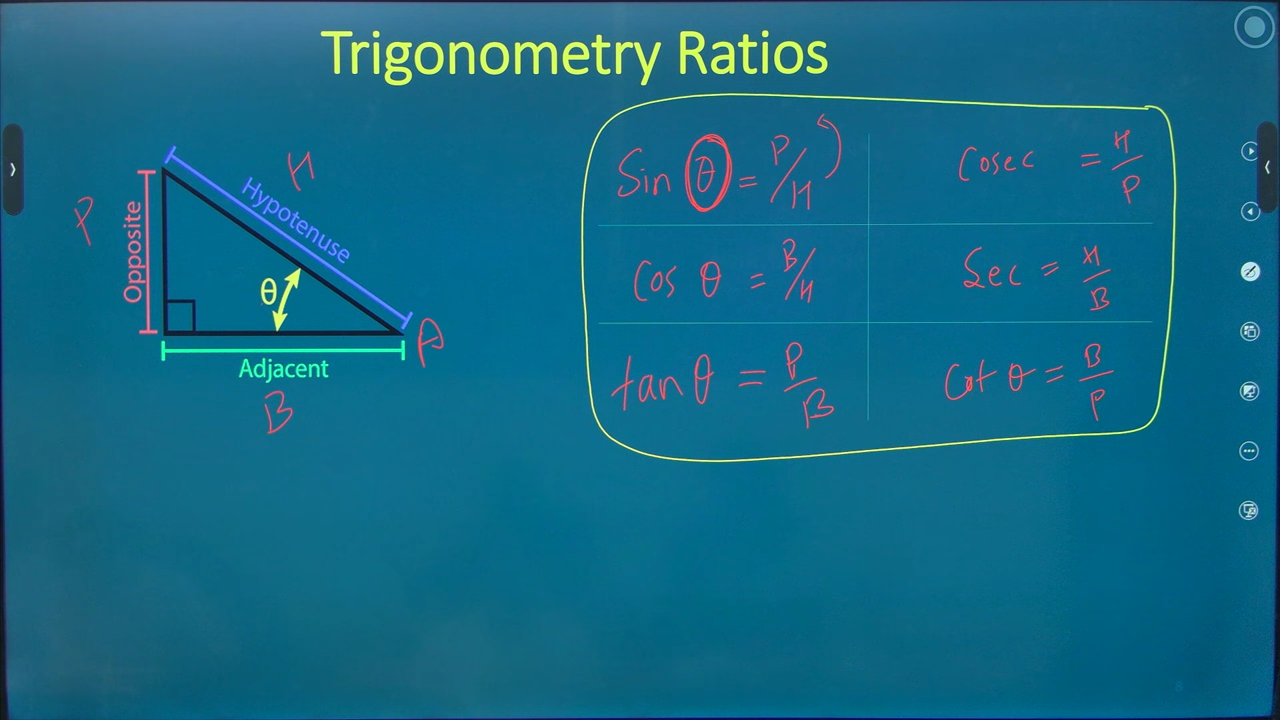 Trigonometry Ratios
H
Hypotenuse
P
Opposite
θ
A
Adjacent
B
Sin θ = P/H
Cosec = H/P
Cos θ = B/H
Sec = H/B
tan θ = P/B
Cot θ = B/P